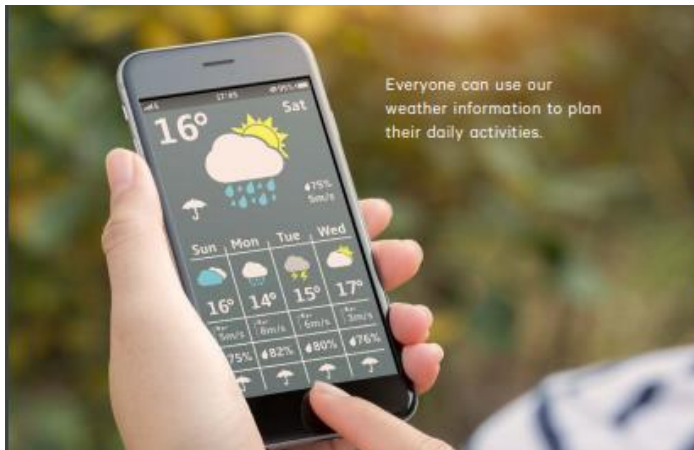 Everyone can use our
weather information to plan
their daily activities.
16° Sat
75%
5m/s
Sun Mon Tue Wed
16° 14° 15° 17°
5m/s 8m/s 6m/s 3m/s
75% 82% 80% 76%